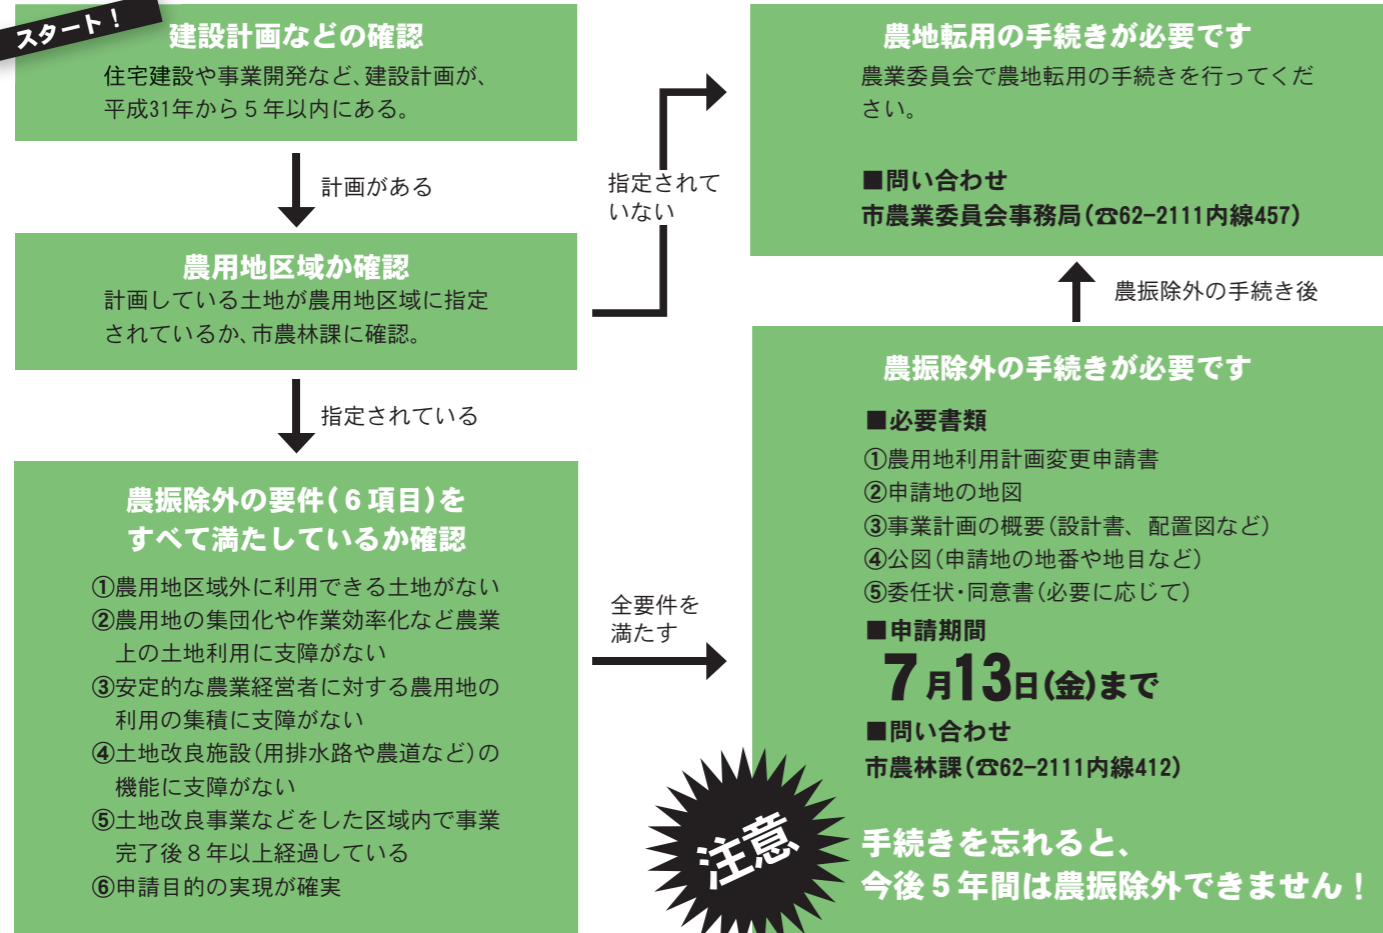 スタート！
建設計画などの確認
住宅建設や事業開発など、建設計画が、
平成31年から５年以内にある。
計画がある
農用地区域か確認
計画している土地が農用地区域に指定
されているか、市農林課に確認。
指定されて
いない
指定されている
農振除外の要件（６項目）を
すべて満たしているか確認
①農用地区域外に利用できる土地がない
②農用地の集団化や作業効率化など農業
上の土地利用に支障がない
③安定的な農業経営者に対する農用地の
利用の集積に支障がない
④土地改良施設（用排水路や農道など）の
機能に支障がない
⑤土地改良事業などをした区域内で事業
完了後８年以上経過している
⑥申請目的の実現が確実
全要件を
満たす
農地転用の手続きが必要です
農業委員会で農地転用の手続きを行ってくだ
さい。
■問い合わせ
市農業委員会事務局（☎62-2111内線457）
農振除外の手続き後
農振除外の手続きが必要です
■必要書類
①農用地利用計画変更申請書
②申請地の地図
③事業計画の概要（設計書、配置図など）
④公図（申請地の地番や地目など）
⑤委任状・同意書（必要に応じて）
■申請期間
７月13日(金)まで
■問い合わせ
市農林課（☎62-2111内線412）
注意
手続きを忘れると、
今後５年間は農振除外できません！